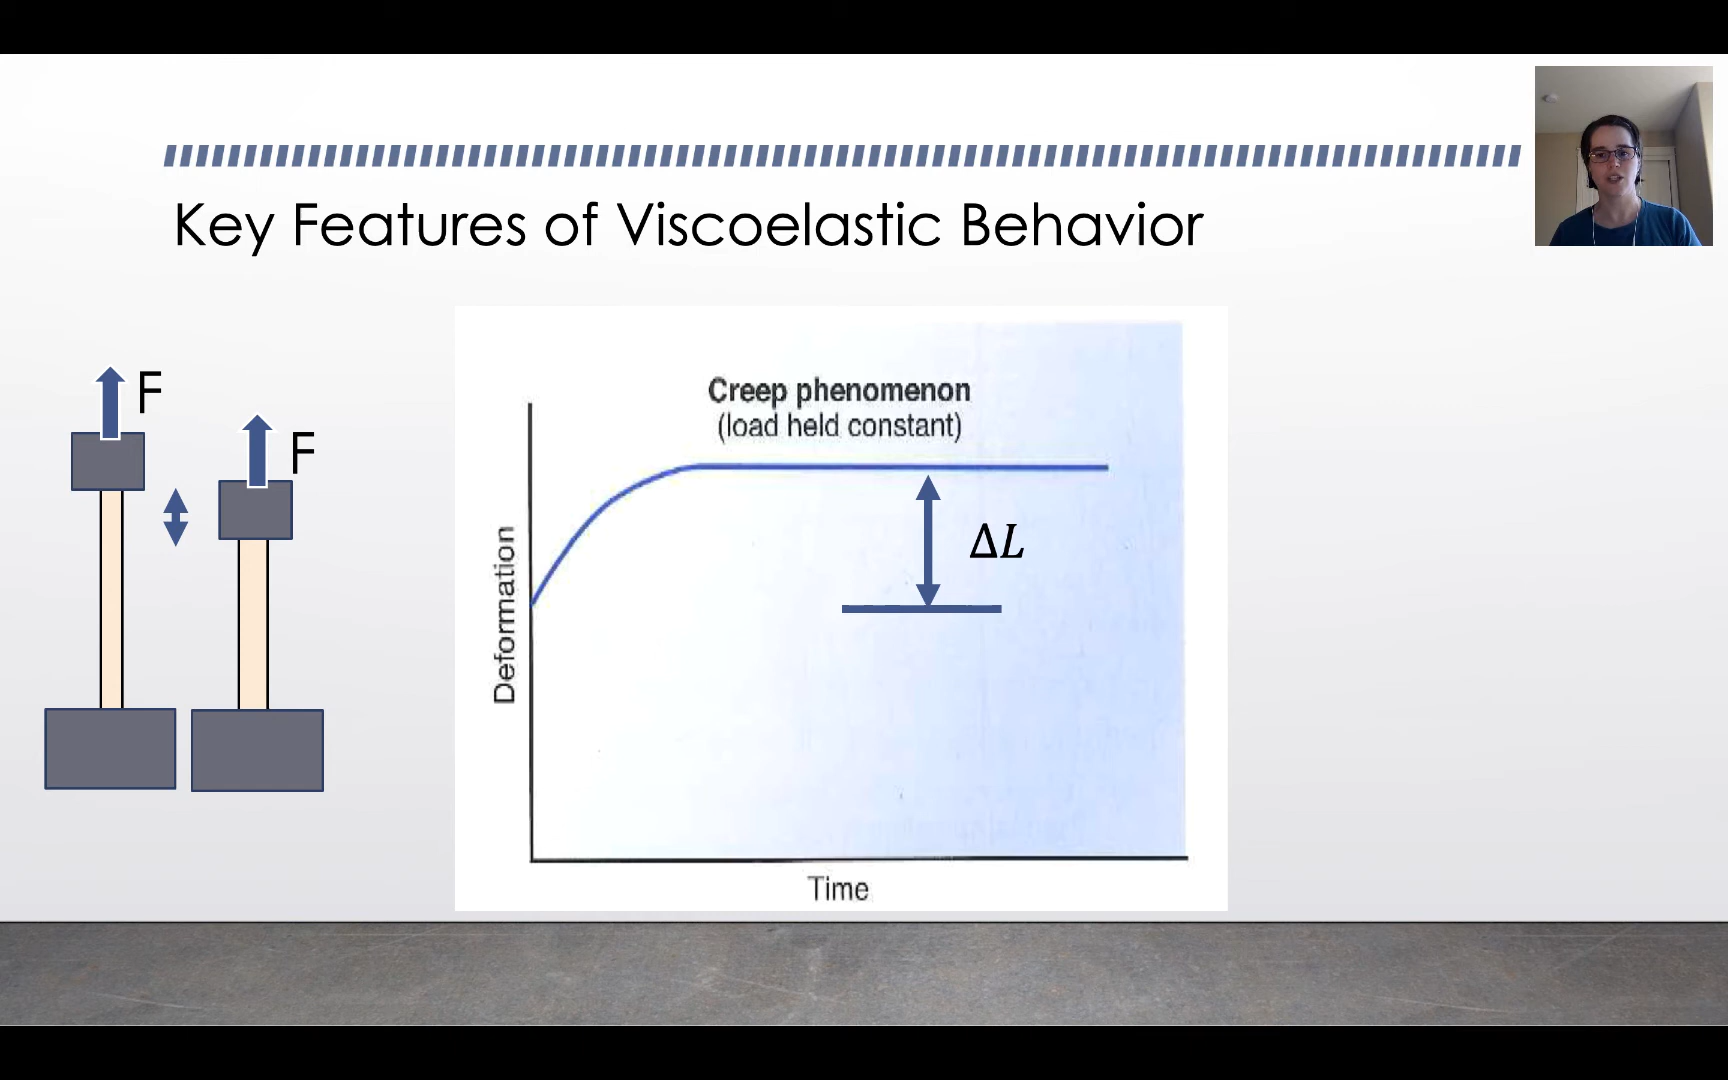 Key Features of Viscoelastic Behavior
F
F
Creep phenomenon
(load held constant)
ΔL
Deformation
Time